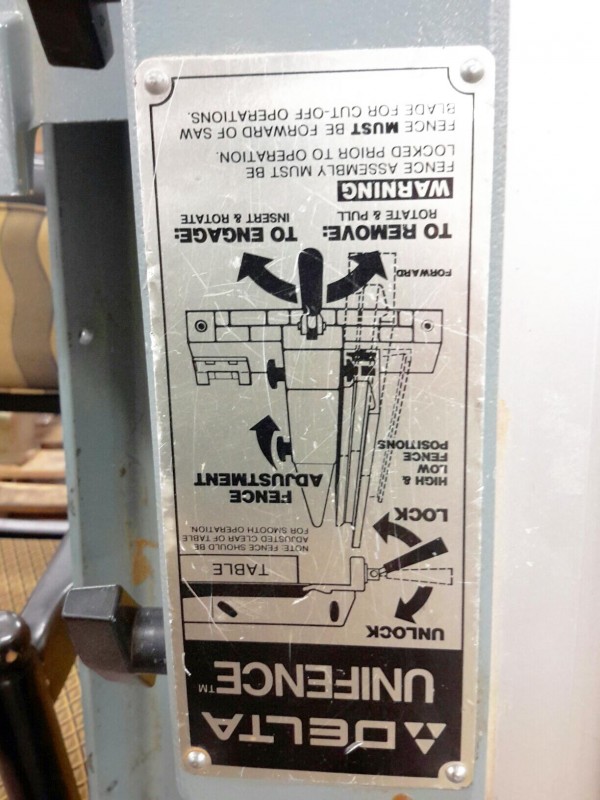 DELTA
UNIFENCE™
UNLOCK
TABLE
LOCK
NOTE: FENCE SHOULD BE
ADJUSTED CLEAR OF TABLE
FOR SMOOTH OPERATION
HIGH &
LOW
FENCE
POSITIONS
FENCE
ADJUSTMENT
FORWARD
TO REMOVE:
ROTATE & PULL
TO ENGAGE:
INSERT & ROTATE
WARNING
FENCE ASSEMBLY MUST BE
LOCKED PRIOR TO OPERATION.
FENCE MUST BE FORWARD OF SAW
BLADE FOR CUT-OFF OPERATIONS.